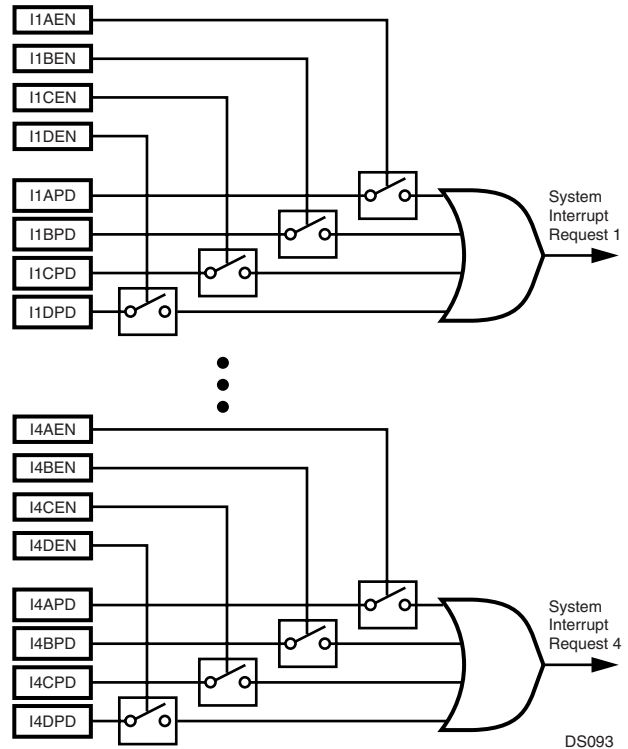 I1AEN
I1BEN
I1CEN
I1DEN
I1APD
I1BPD
I1CPD
I1DPD
System
Interrupt
Request 1
I4AEN
I4BEN
I4CEN
I4DEN
I4APD
I4BPD
I4CPD
I4DPD
System
Interrupt
Request 4
DS093